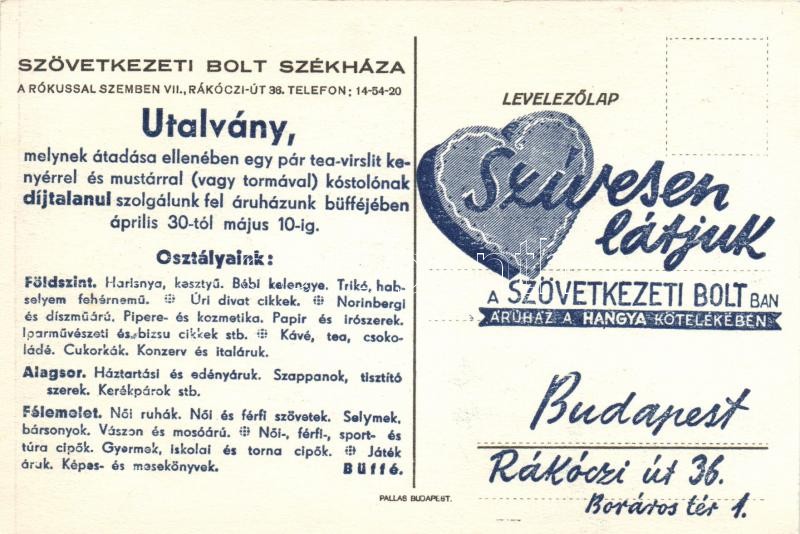 SZÖVETKEZETI BOLT SZÉKHÁZA
A RÓKUSSAL SZEMBEN VII., RÁKÓCZI-ÚT 36. TELEFON: 14-54-20
Utalvány,
melynek átadása ellenében egy pár tea-virslit ke-
nyérrel és mustárral (vagy tormával) kóstolónak
díjtalanul szolgálunk fel áruházunk büfféjében
április 30-tól május 10-ig.
Osztályaink:
Földszint. Harisnya, kesztyű. Bébi kelengye. Trikó, hab-
selyem fehérnemű. ✠ Úri divat cikkek. ✠ Norinbergi
és díszműárú. Pipere- és kozmetika. Papír és írószerek.
Iparművészeti és bizsu cikkek stb. ✠ Kávé, tea, csoko-
ládé. Cukorkák. Konzerv és italáruk.
Alagsor. Háztartási és edényáruk. Szappanok, tisztító
szerek. Kerékpárok stb.
Félemelet. Női ruhák. Női és férfi szövetek. Selymek,
bársonyok. Vászon és mosóárú. ✠ Női-, férfi-, sport- és
túra cipők. Gyermek, iskolai és torna cipők. ✠ Játék
áruk. Képes- és mesekönyvek. Büffé.
LEVELEZŐLAP
Szívesen
látjuk
A SZÖVETKEZETI BOLTBAN
ÁRUHÁZ A HANGYA KÖTELÉKÉBEN
Budapest
Rákóczi út 36.
Boráros tér 1.
PALLAS BUDAPEST.